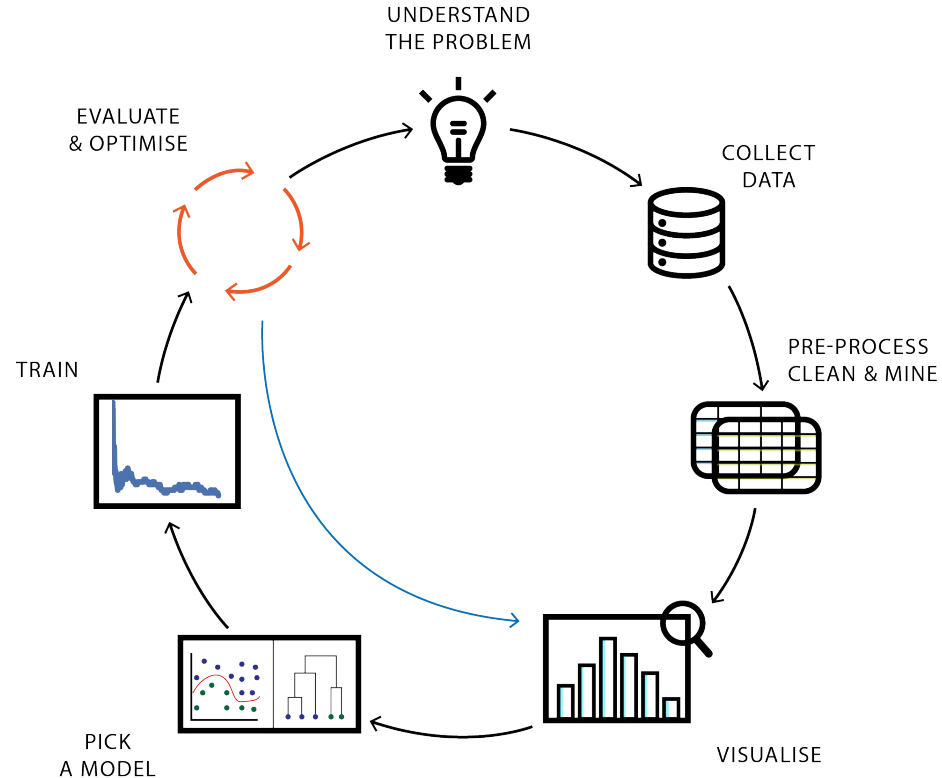 UNDERSTAND
THE PROBLEM
COLLECT
DATA
PRE-PROCESS
CLEAN & MINE
VISUALISE
PICK
A MODEL
TRAIN
EVALUATE
& OPTIMISE